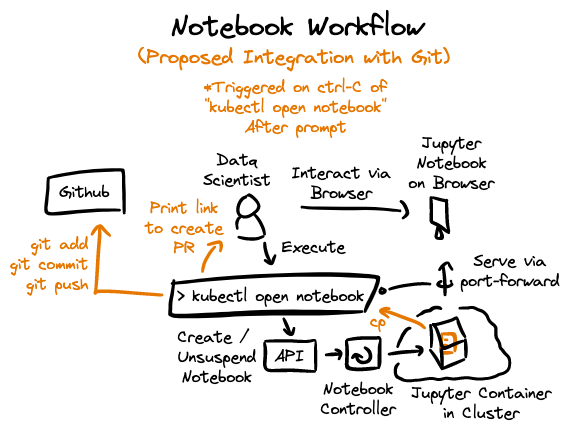 Notebook Workflow
(Proposed Integration with Git)
*Triggered on ctrl-C of
"kubectl open notebook"
After prompt
Github
Data
Scientist
Interact via
Browser
Jupyter
Notebook
on Browser
Print link
to create
PR
git add
git commit
git push
Execute
Serve via
port-forward
> kubectl open notebook
cp
Create /
Unsuspend
Notebook
API
Notebook
Controller
Jupyter Container
in Cluster